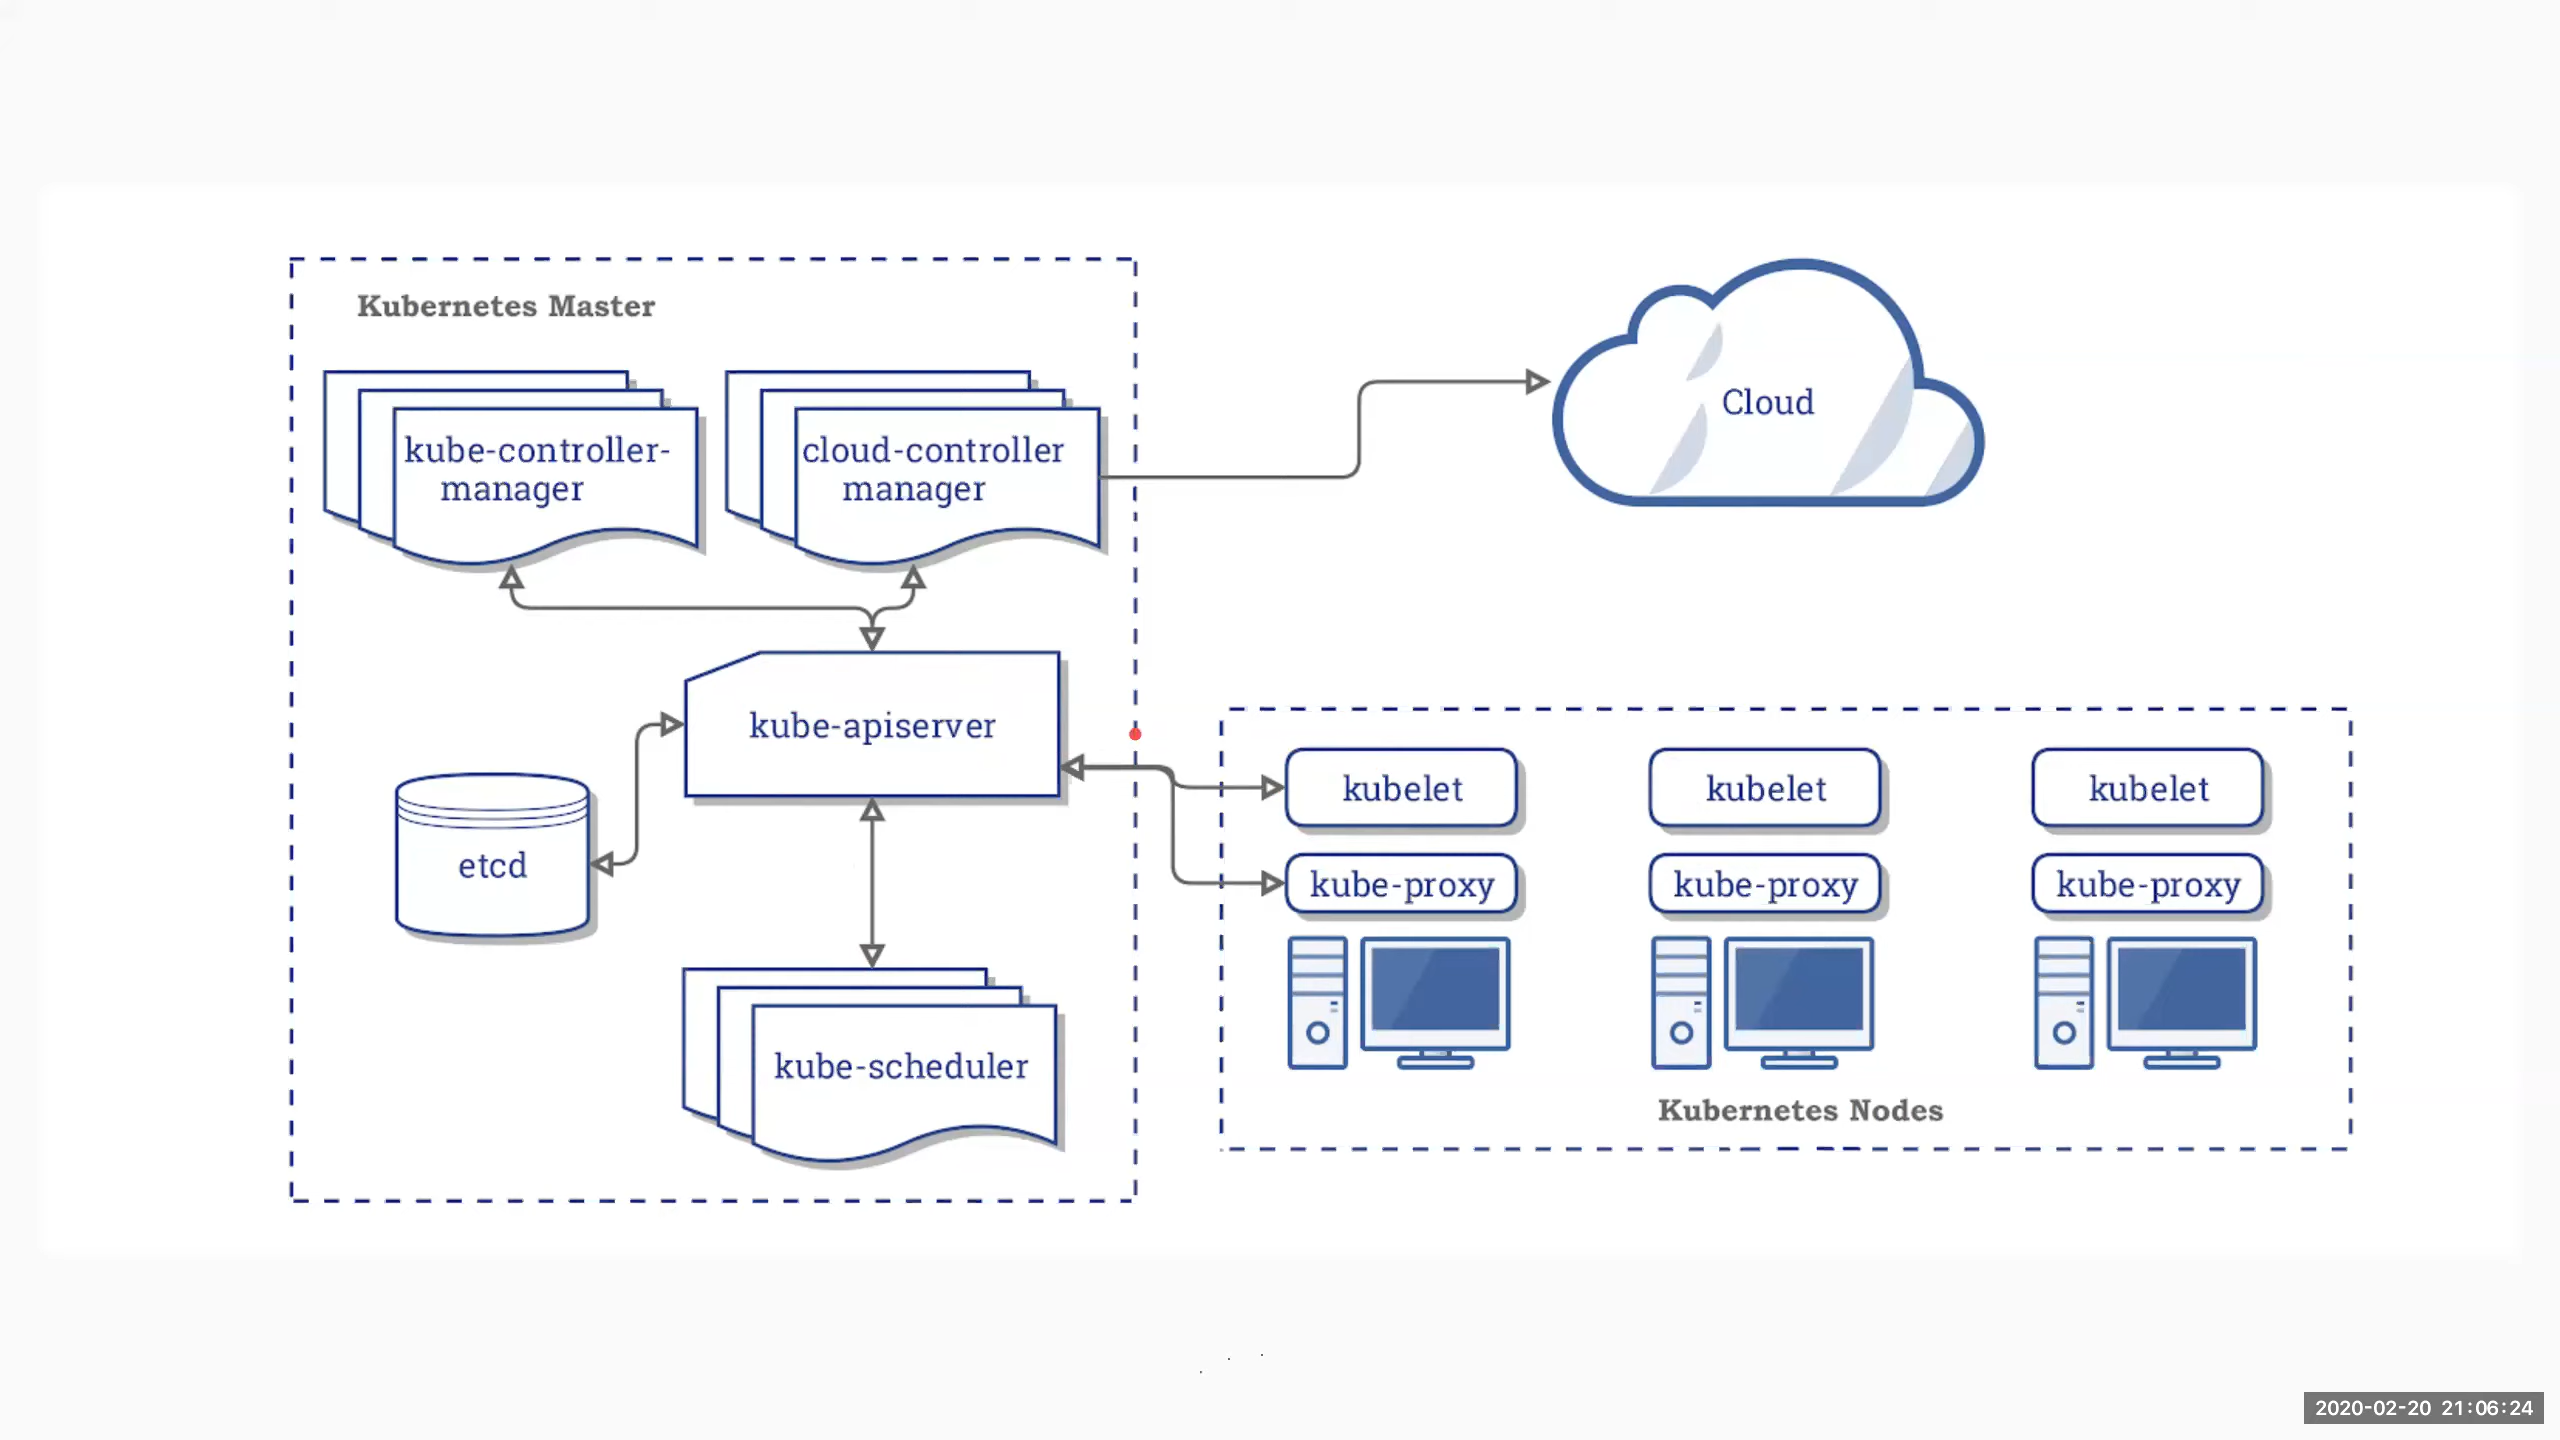 Kubernetes Master
kube-controller-
manager
cloud-controller
manager
Cloud
kube-apiserver
etcd
kube-scheduler
kubelet
kubelet
kubelet
kube-proxy
kube-proxy
kube-proxy
Kubernetes Nodes
2020-02-20 21:06:24